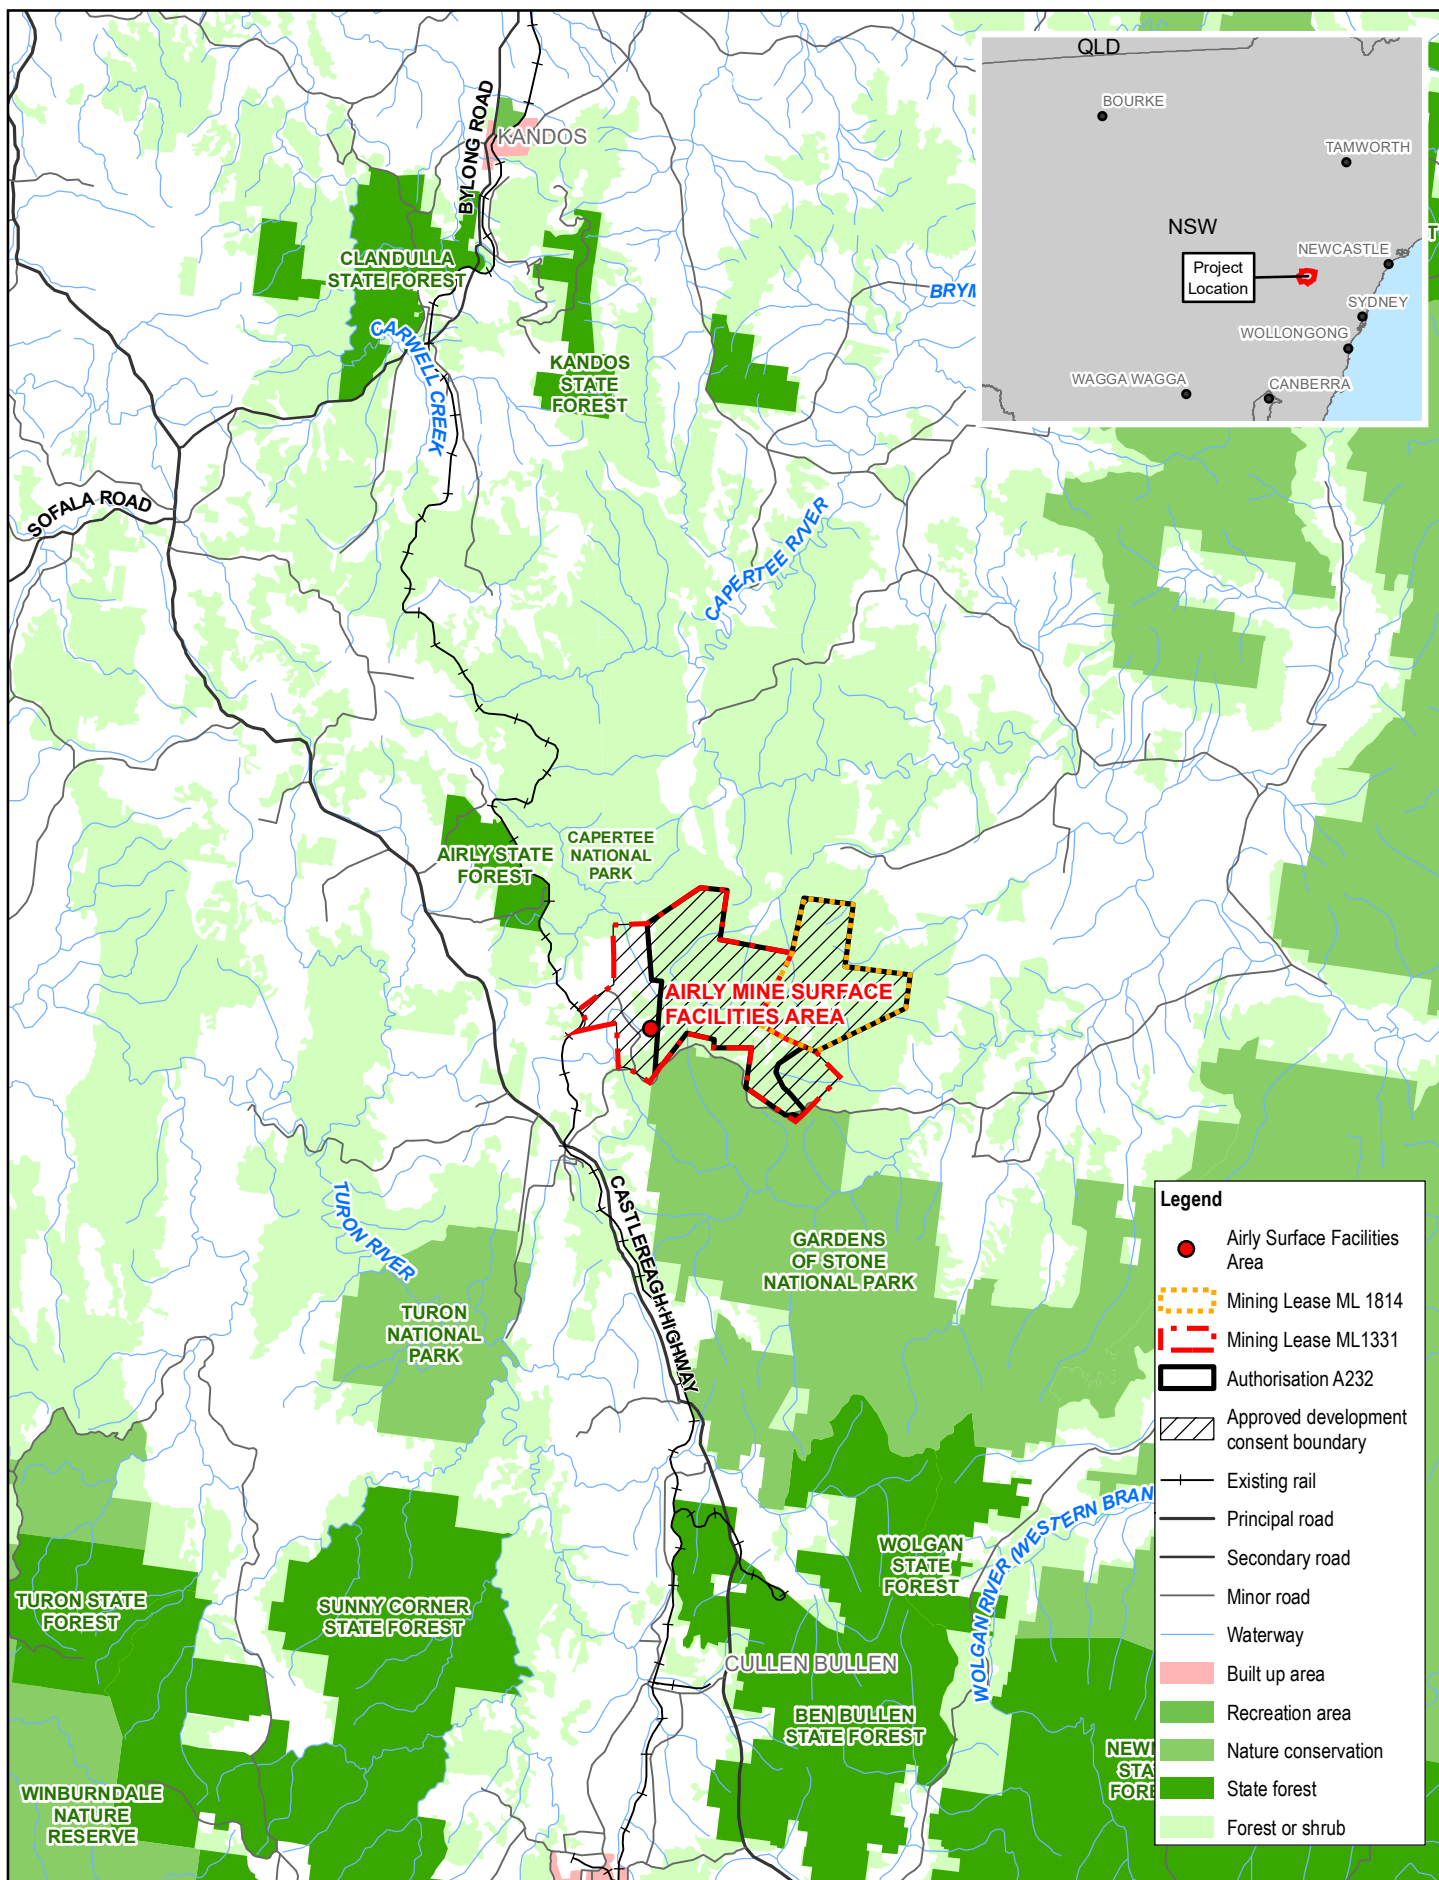 QLD
BOURKE
TAMWORTH
NSW
NEWCASTLE
Project
Location
SYDNEY
WOLLONGONG
WAGGA WAGGA
CANBERRA
BYLONG ROAD
KANDOS
CLANDULLA
STATE FOREST
CARWELL CREEK
KANDOS
STATE
FOREST
SOFALA ROAD
CAPERTEE RIVER
AIRLY STATE
FOREST
CAPERTEE
NATIONAL
PARK
AIRLY MINE SURFACE
FACILITIES AREA
TURON RIVER
CASTLEREAGH HIGHWAY
GARDENS
OF STONE
NATIONAL PARK
TURON
NATIONAL
PARK
WOLGAN
STATE
FOREST
WOLGAN RIVER (WESTERN BRAN
TURON STATE
FOREST
SUNNY CORNER
STATE FOREST
CULLEN BULLEN
BEN BULLEN
STATE FOREST
WINBURNDALE
NATURE
RESERVE
Legend
Airly Surface Facilities
Area
Mining Lease ML 1814
Mining Lease ML1331
Authorisation A232
Approved development
consent boundary
Existing rail
Principal road
Secondary road
Minor road
Waterway
Built up area
Recreation area
Nature conservation
State forest
Forest or shrub